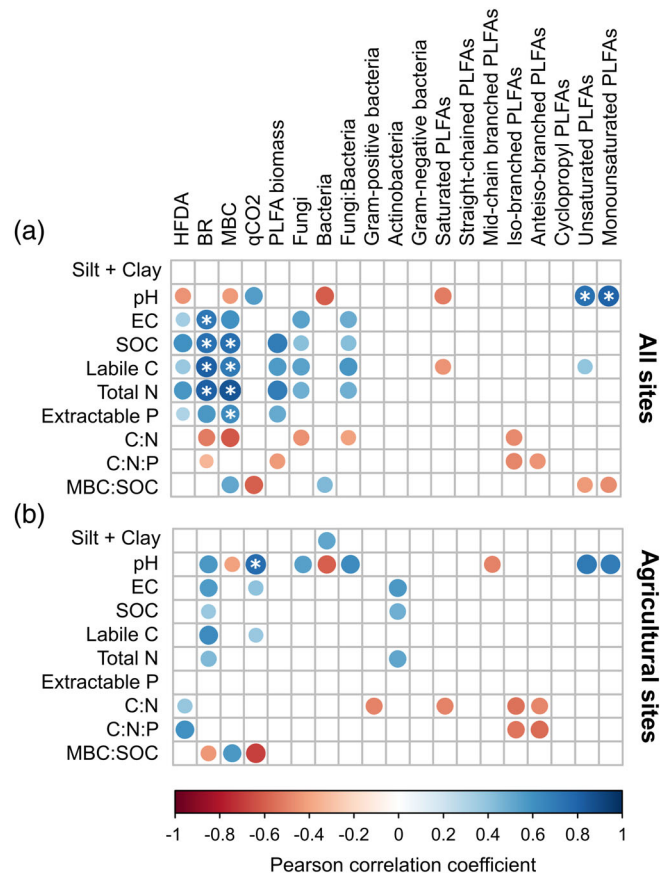 HFDA
BR
MBC
qCO2
PLFA biomass
Fungi
Bacteria
Fungi:Bacteria
Gram-positive bacteria
Actinobacteria
Gram-negative bacteria
Saturated PLFAs
Straight-chained PLFAs
Mid-chain branched PLFAs
Iso-branched PLFAs
Anteiso-branched PLFAs
Cyclopropyl PLFAs
Unsaturated PLFAs
Monounsaturated PLFAs
(a)
Silt + Clay
pH
* *
EC
*
SOC
* *
Labile C
* *
Total N
* *
Extractable P
*
C:N
C:N:P
MBC:SOC
All sites
(b)
Silt + Clay
pH
*
EC
SOC
Labile C
Total N
Extractable P
C:N
C:N:P
MBC:SOC
Agricultural sites
-1 -0.8 -0.6 -0.4 -0.2 0 0.2 0.4 0.6 0.8 1
Pearson correlation coefficient